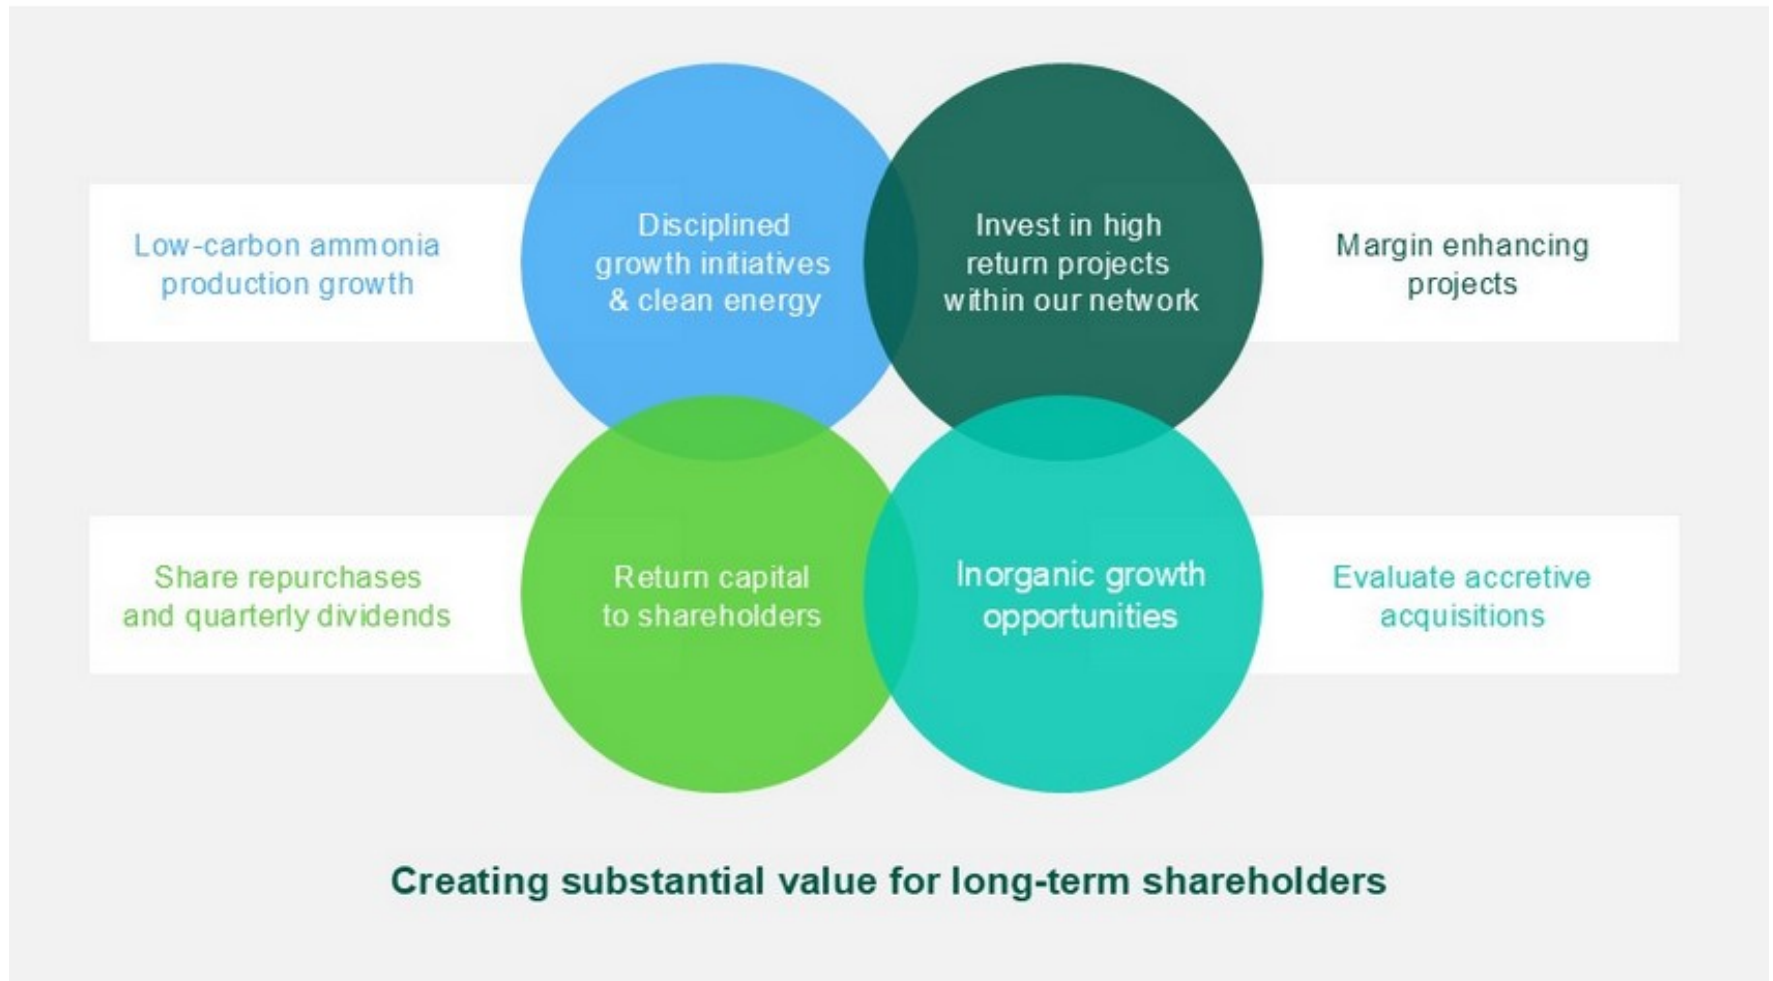 Low-carbon ammonia
production growth
Disciplined
growth initiatives
& clean energy
Invest in high
return projects
within our network
Margin enhancing
projects
Share repurchases
and quarterly dividends
Return capital
to shareholders
Inorganic growth
opportunities
Evaluate accretive
acquisitions
Creating substantial value for long-term shareholders